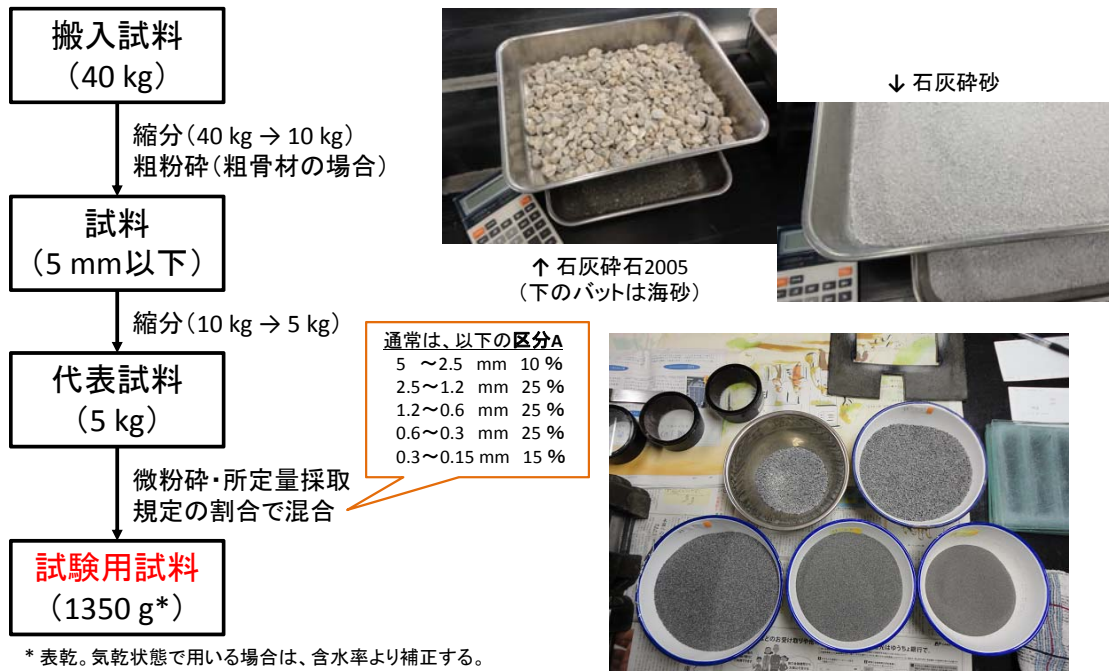 搬入試料
（40 kg）
縮分（40 kg → 10 kg）
粗粉砕（粗骨材の場合）
試料
（5 mm以下）
縮分（10 kg → 5 kg）
代表試料
（5 kg）
微粉砕・所定量採取
規定の割合で混合
試験用試料
（1350 g*）
* 表乾。気乾状態で用いる場合は、含水率より補正する。
通常は、以下の区分A
5 ～2.5 mm 10 %
2.5～1.2 mm 25 %
1.2～0.6 mm 25 %
0.6～0.3 mm 25 %
0.3～0.15 mm 15 %
↑ 石灰砕石2005
（下のバットは海砂）
↓ 石灰砕砂